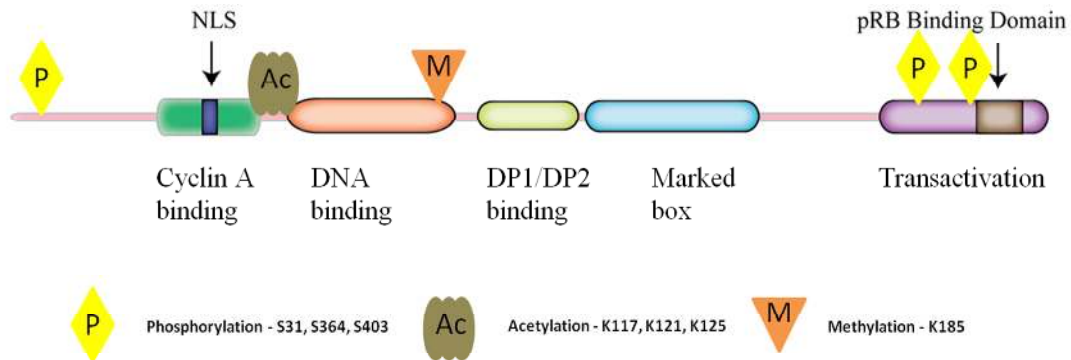 NLS
pRB Binding Domain
P
Ac
M
P
P
Cyclin A
binding
DNA
binding
DP1/DP2
binding
Marked
box
Transactivation
P
Phosphorylation - S31, S364, S403
Ac
Acetylation - K117, K121, K125
M
Methylation - K185